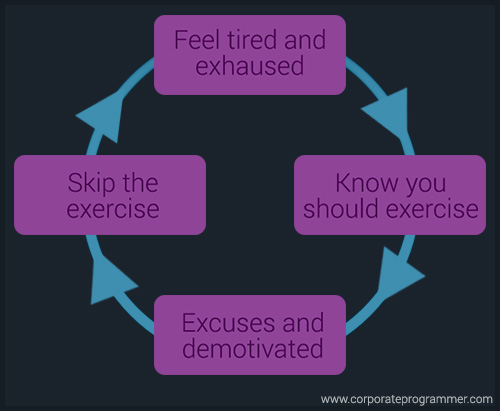 Feel tired and
exhaused
Know you
should exercise
Excuses and
demotivated
Skip the
exercise
www.corporateprogrammer.com